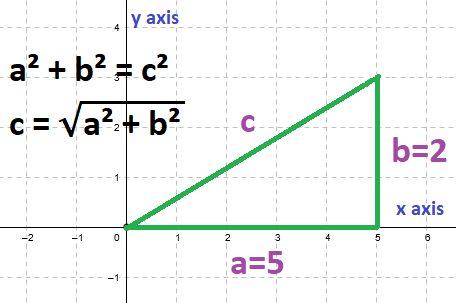 4
y axis
a² + b² = c²
3
c = √a² + b²
2
c
b=2
1
x axis
−2 −1 0 1 2 3 4 5 6
a=5
−1